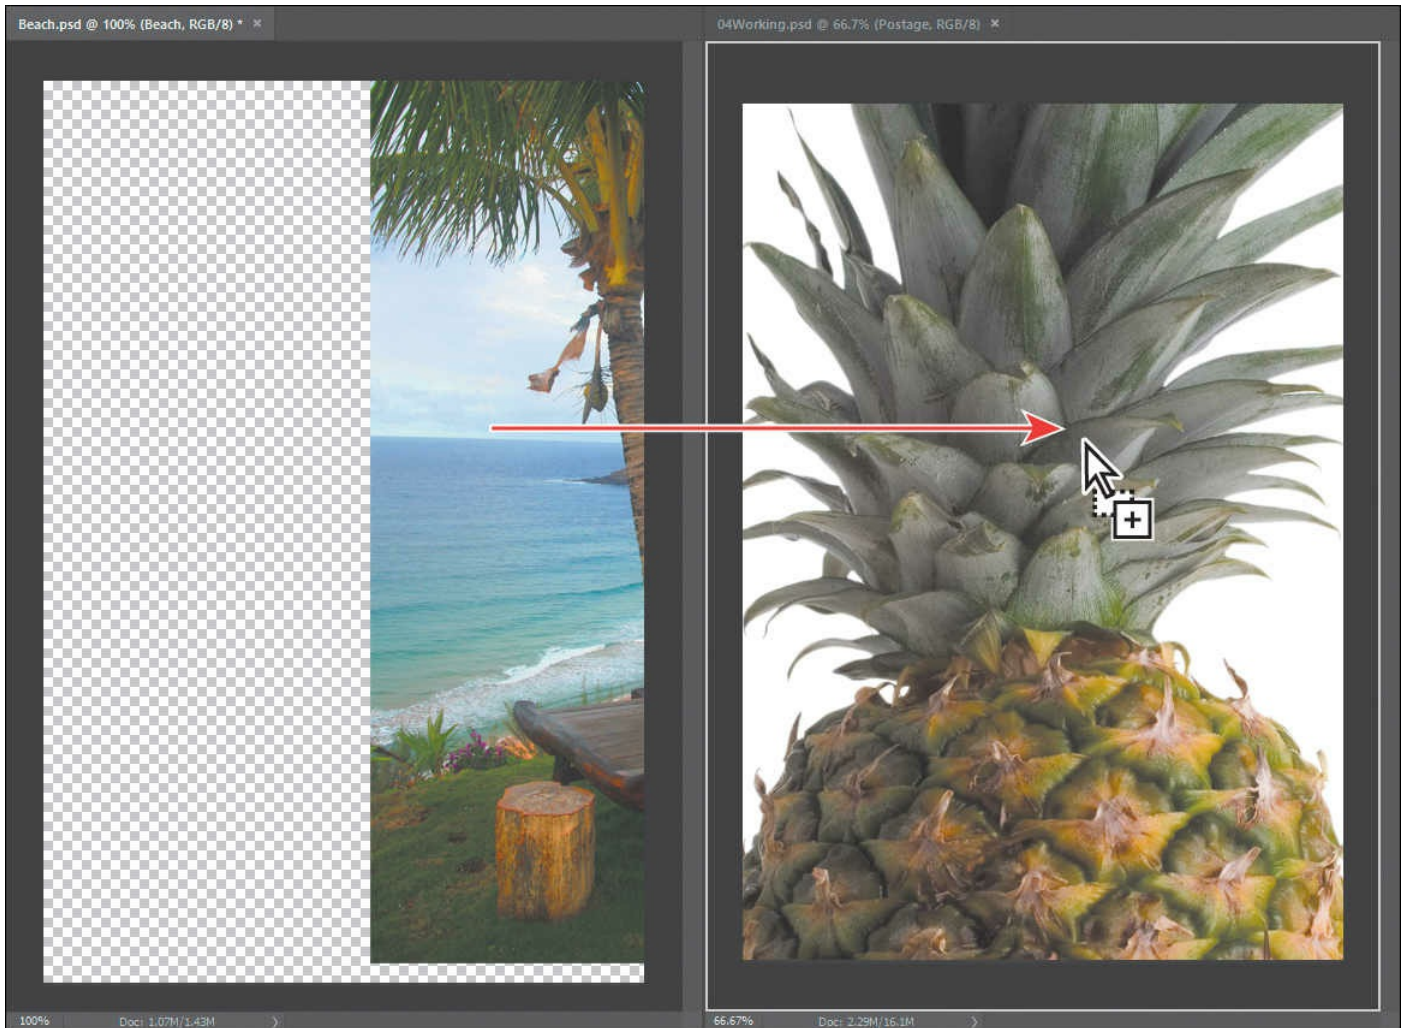 Beach.psd @ 100% (Beach, RGB/8) * ×
04Working.psd @ 66.7% (Postage, RGB/8) ×
100% Doc: 1.07M/1.43M >
66.67% Doc: 2.29M/16.1M >